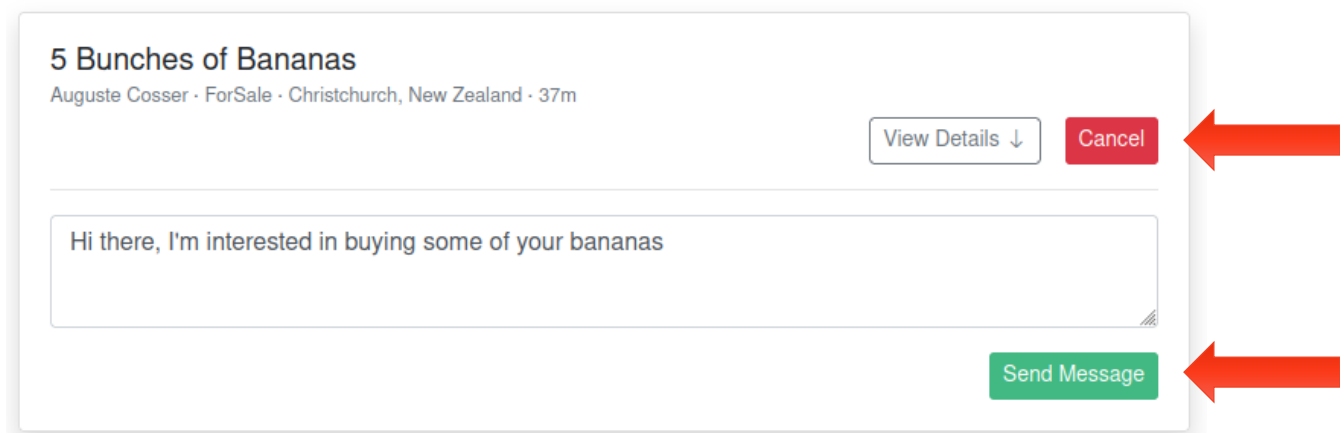 5 Bunches of Bananas
Auguste Cosser · ForSale · Christchurch, New Zealand · 37m
View Details ↓ Cancel
Hi there, I'm interested in buying some of your bananas
Send Message